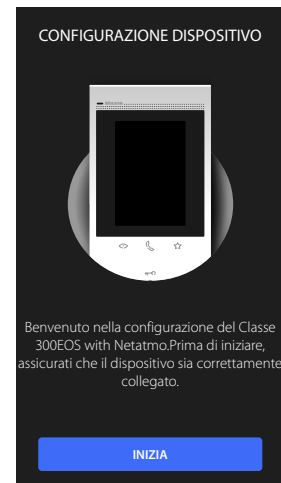 CONFIGURAZIONE DISPOSITIVO
Benvenuto nella configurazione del Classe
300EOS with Netatmo.Prima di iniziare,
assicurati che il dispositivo sia correttamente
collegato.
INIZIA